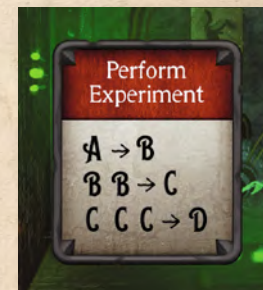 Perform
Experiment
A → B
B B → C
C C C → D